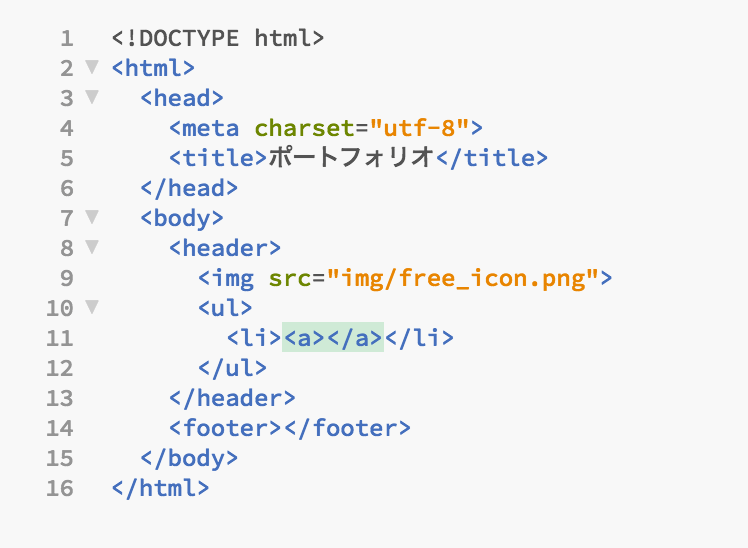 1 <!DOCTYPE html>
2 <html>
3 <head>
4 <meta charset="utf-8">
5 <title>ポートフォリオ</title>
6 </head>
7 <body>
8 <header>
9 <img src="img/free_icon.png">
10 <ul>
11 <li><a></a></li>
12 </ul>
13 </header>
14 <footer></footer>
15 </body>
16 </html>